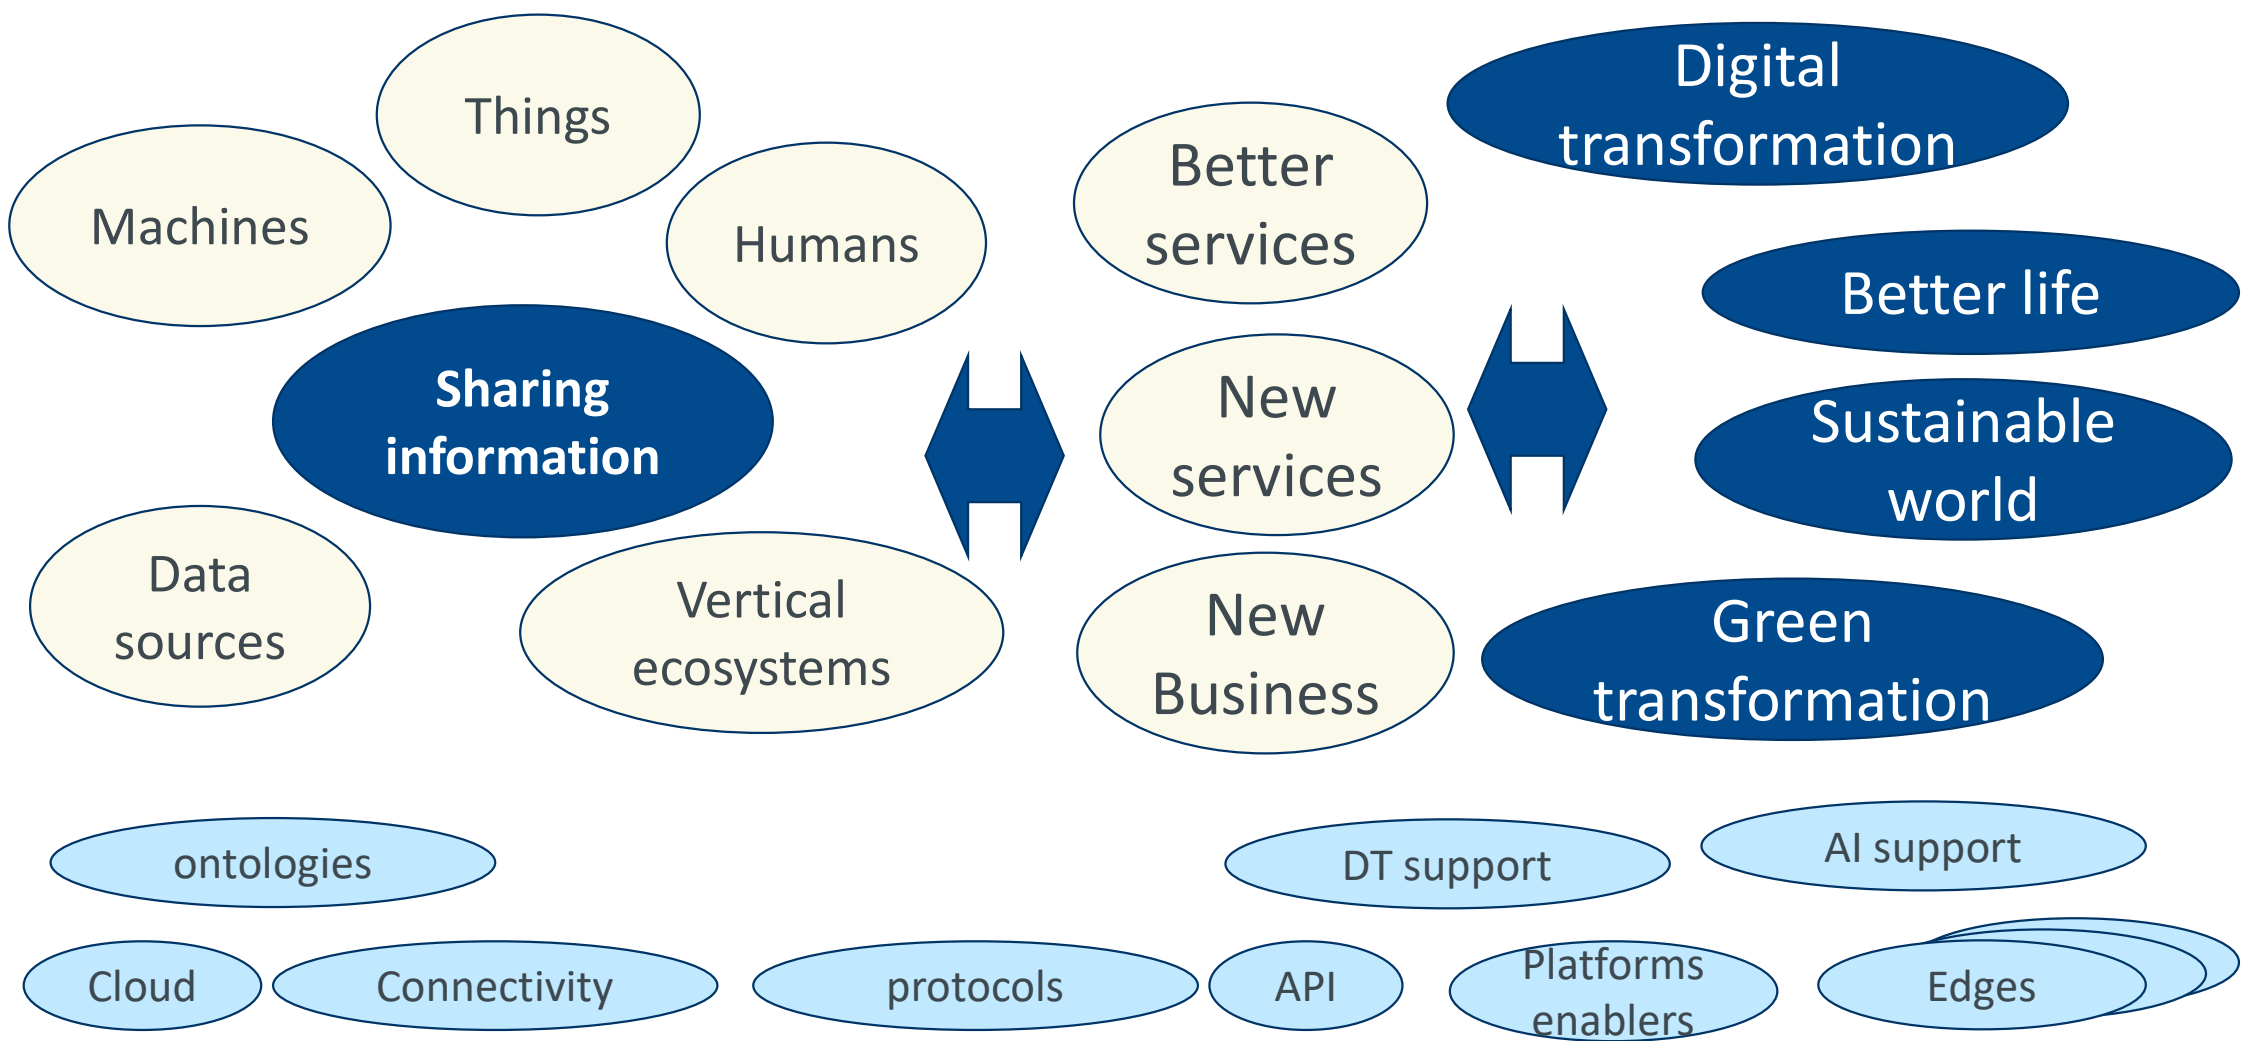 Things
Machines
Humans
Sharing
information
Data
sources
Vertical
ecosystems
Better
services
New
services
New
Business
Digital
transformation
Better life
Sustainable
world
Green
transformation
ontologies
DT support
AI support
Cloud
Connectivity
protocols
API
Platforms
enablers
Edges